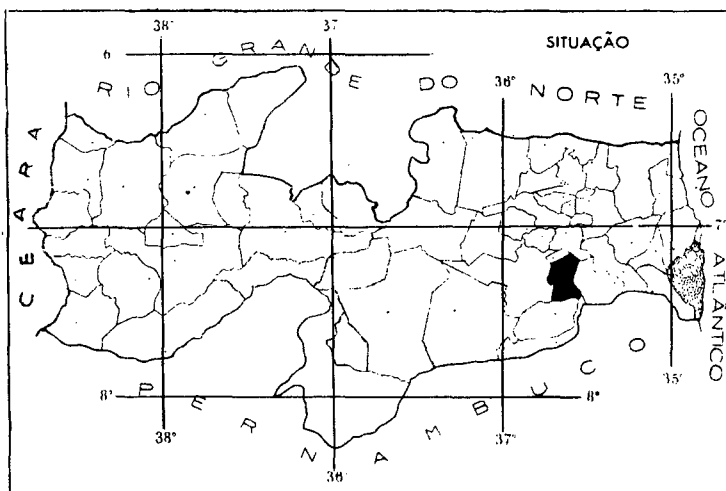 SITUAÇÃO
38°
37
36°
35°
6
RIO GRANDE DO NORTE
CEARÁ
OCEANO ATLÂNTICO
7°
8°
8°
PERNAMBUCO
38°
36°
37°
35°